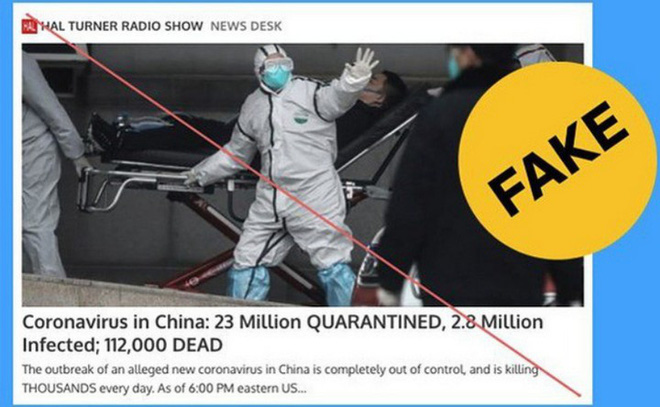 HAL HAL TURNER RADIO SHOW NEWS DESK
FAKE
Coronavirus in China: 23 Million QUARANTINED, 2.8 Million
Infected; 112,000 DEAD
The outbreak of an alleged new coronavirus in China is completely out of control, and is killing
THOUSANDS every day. As of 6:00 PM eastern US...